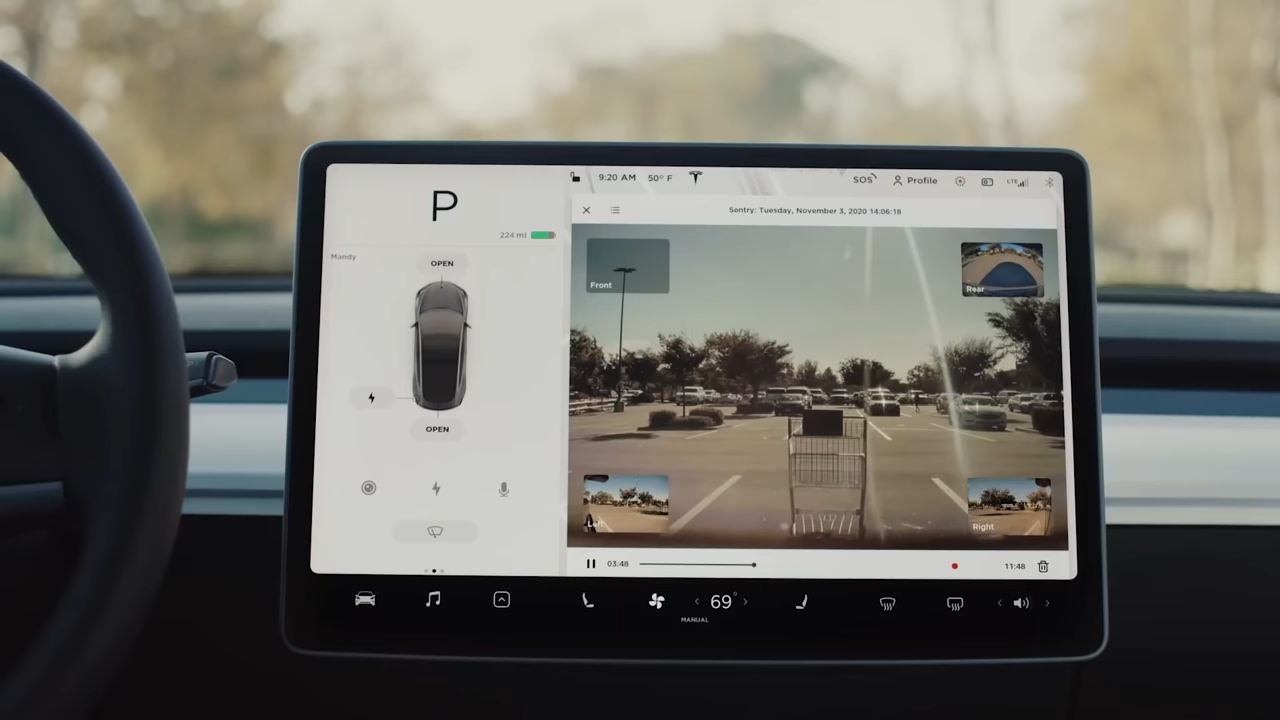 P
224 mi
Mandy
OPEN
OPEN
9:20 AM 50° F
SOS Profile LTE
Sentry: Tuesday, November 3, 2020 14:06:18
Front
Rear
Left
Right
03:48
11:48
69°
MANUAL